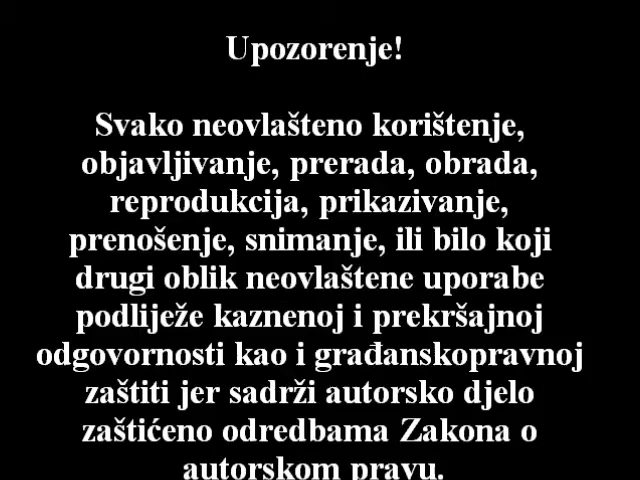 Upozorenje!
Svako neovlašteno korištenje,
objavljivanje, prerada, obrada,
reprodukcija, prikazivanje,
prenošenje, snimanje, ili bilo koji
drugi oblik neovlaštene uporabe
podliježe kaznenoj i prekršajnoj
odgovornosti kao i građanskopravnoj
zaštiti jer sadrži autorsko djelo
zaštićeno odredbama Zakona o
autorskom pravu.